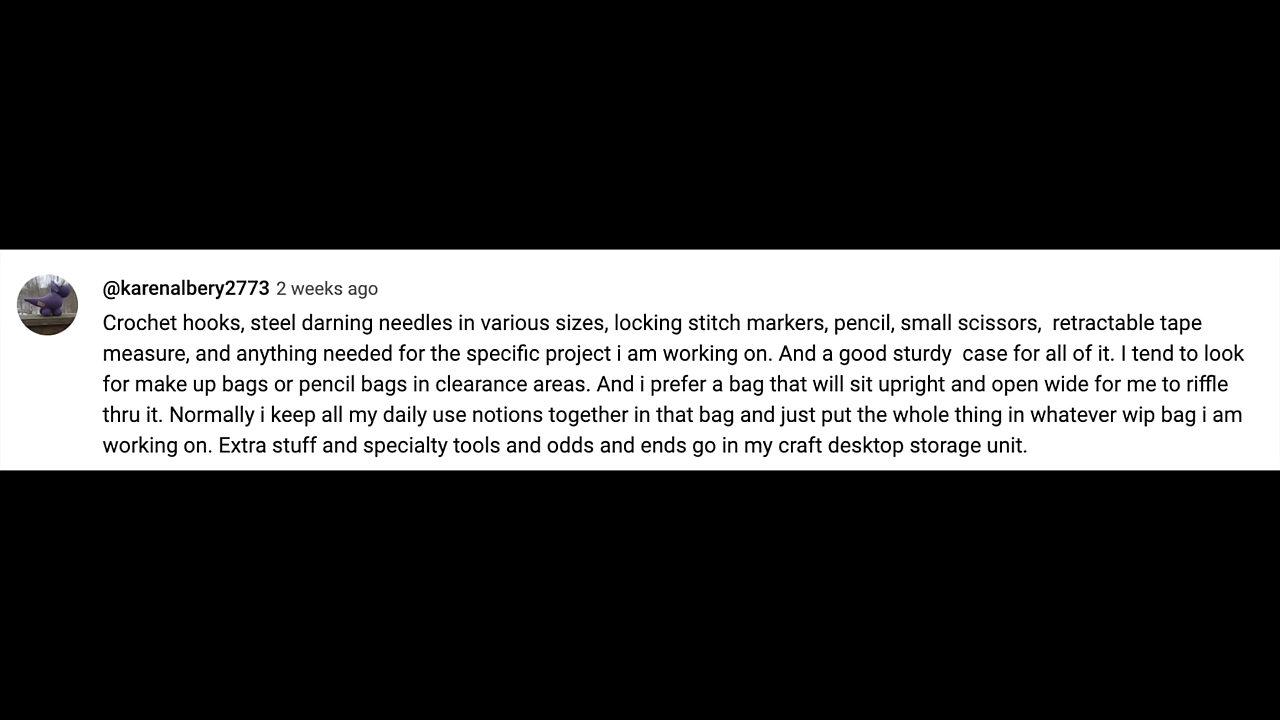 @karenalbery2773 2 weeks ago
Crochet hooks, steel darning needles in various sizes, locking stitch markers, pencil, small scissors,  retractable tape
measure, and anything needed for the specific project i am working on. And a good sturdy  case for all of it. I tend to look
for make up bags or pencil bags in clearance areas. And i prefer a bag that will sit upright and open wide for me to riffle
thru it. Normally i keep all my daily use notions together in that bag and just put the whole thing in whatever wip bag i am
working on. Extra stuff and specialty tools and odds and ends go in my craft desktop storage unit.